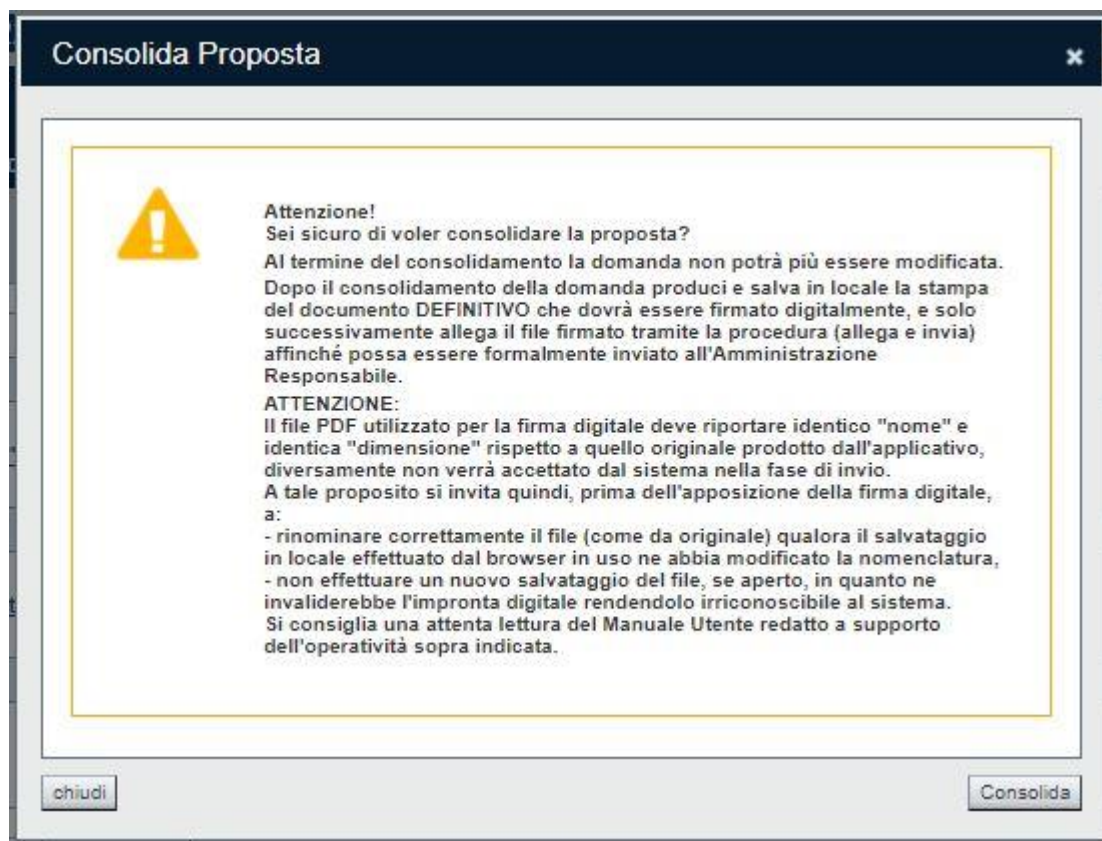 Consolida Proposta
Attenzione!
Sei sicuro di voler consolidare la proposta?
Al termine del consolidamento la domanda non potrà più essere modificata.
Dopo il consolidamento della domanda produci e salva in locale la stampa
del documento DEFINITIVO che dovrà essere firmato digitalmente, e solo
successivamente allega il file firmato tramite la procedura (allega e invia)
affinché possa essere formalmente inviato all'Amministrazione
Responsabile.
ATTENZIONE:
Il file PDF utilizzato per la firma digitale deve riportare identico "nome" e
identica "dimensione" rispetto a quello originale prodotto dall'applicativo,
diversamente non verrà accettato dal sistema nella fase di invio.
A tale proposito si invita quindi, prima dell'apposizione della firma digitale,
a:
- rinominare correttamente il file (come da originale) qualora il salvataggio
in locale effettuato dal browser in uso ne abbia modificato la nomenclatura,
- non effettuare un nuovo salvataggio del file, se aperto, in quanto ne
invaliderebbe l'impronta digitale rendendolo irriconoscibile al sistema.
Si consiglia una attenta lettura del Manuale Utente redatto a supporto
dell'operatività sopra indicata.
chiudi
Consolida